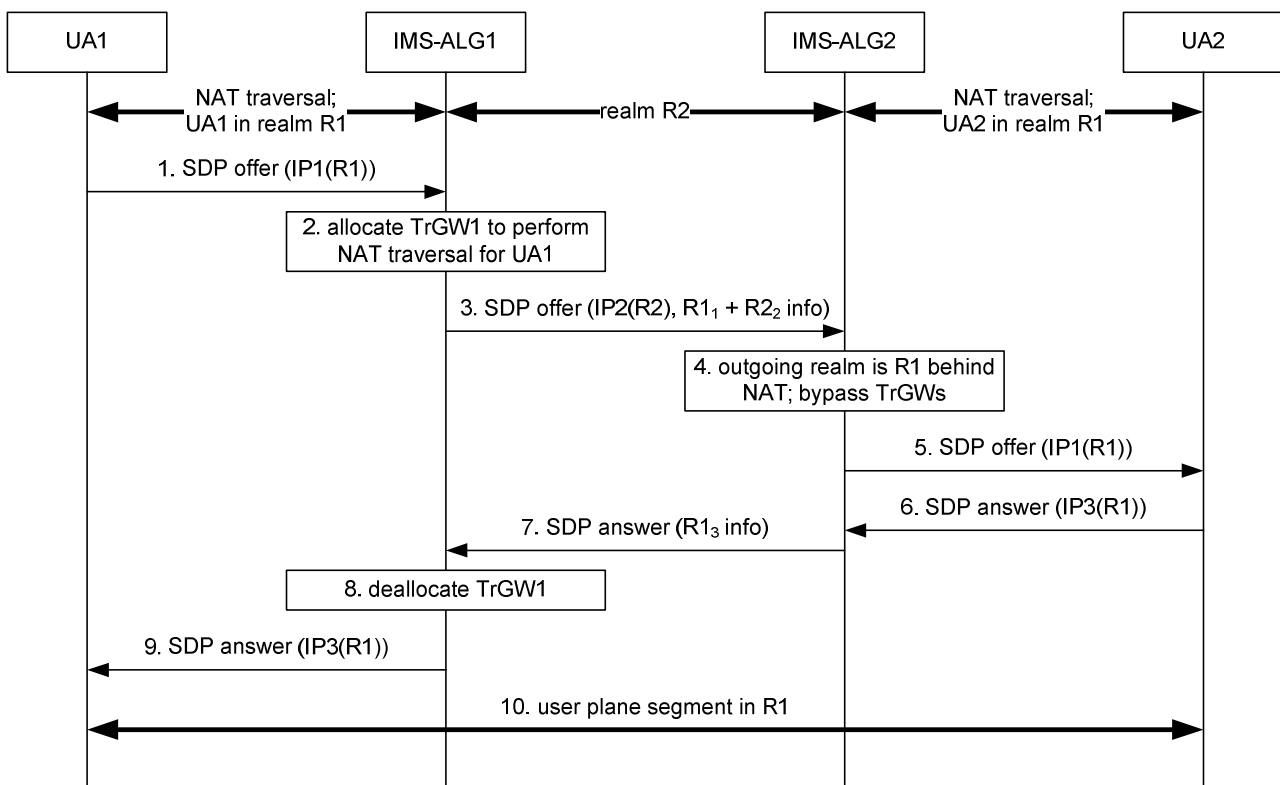 UA1
IMS-ALG1
IMS-ALG2
UA2
NAT traversal;
UA1 in realm R1
realm R2
NAT traversal;
UA2 in realm R1
1. SDP offer (IP1(R1))
2. allocate TrGW1 to perform
NAT traversal for UA1
3. SDP offer (IP2(R2), R1₁ + R2₂ info)
4. outgoing realm is R1 behind
NAT; bypass TrGWs
5. SDP offer (IP1(R1))
6. SDP answer (IP3(R1))
7. SDP answer (R1₃ info)
8. deallocate TrGW1
9. SDP answer (IP3(R1))
10. user plane segment in R1